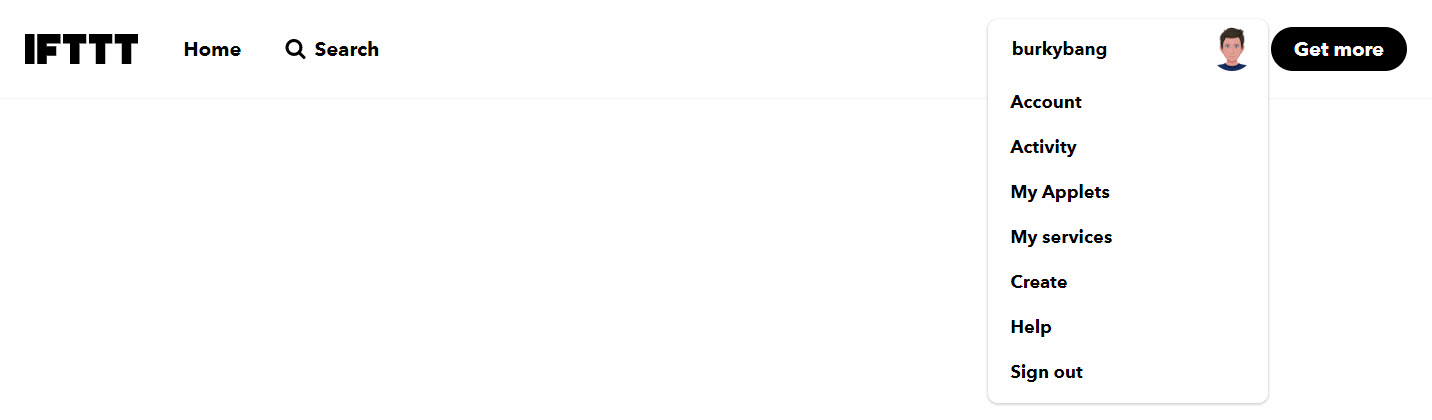 IFTTT Home Search burkybang Get more
Account
Activity
My Applets
My services
Create
Help
Sign out